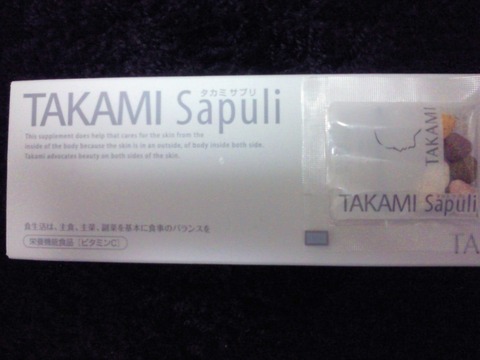 タカミサプリ
TAKAMI Sapuli
This supplement does help that cares for the skin from the
inside of the body because the skin is in an outside, of body inside both side.
Takami advocates beauty on both sides of the skin.
食生活は、主食、主菜、副菜を基本に食事のバランスを
栄養機能食品 [ビタミンC]
TAKAMI
TAKAMI Sapuli
TA